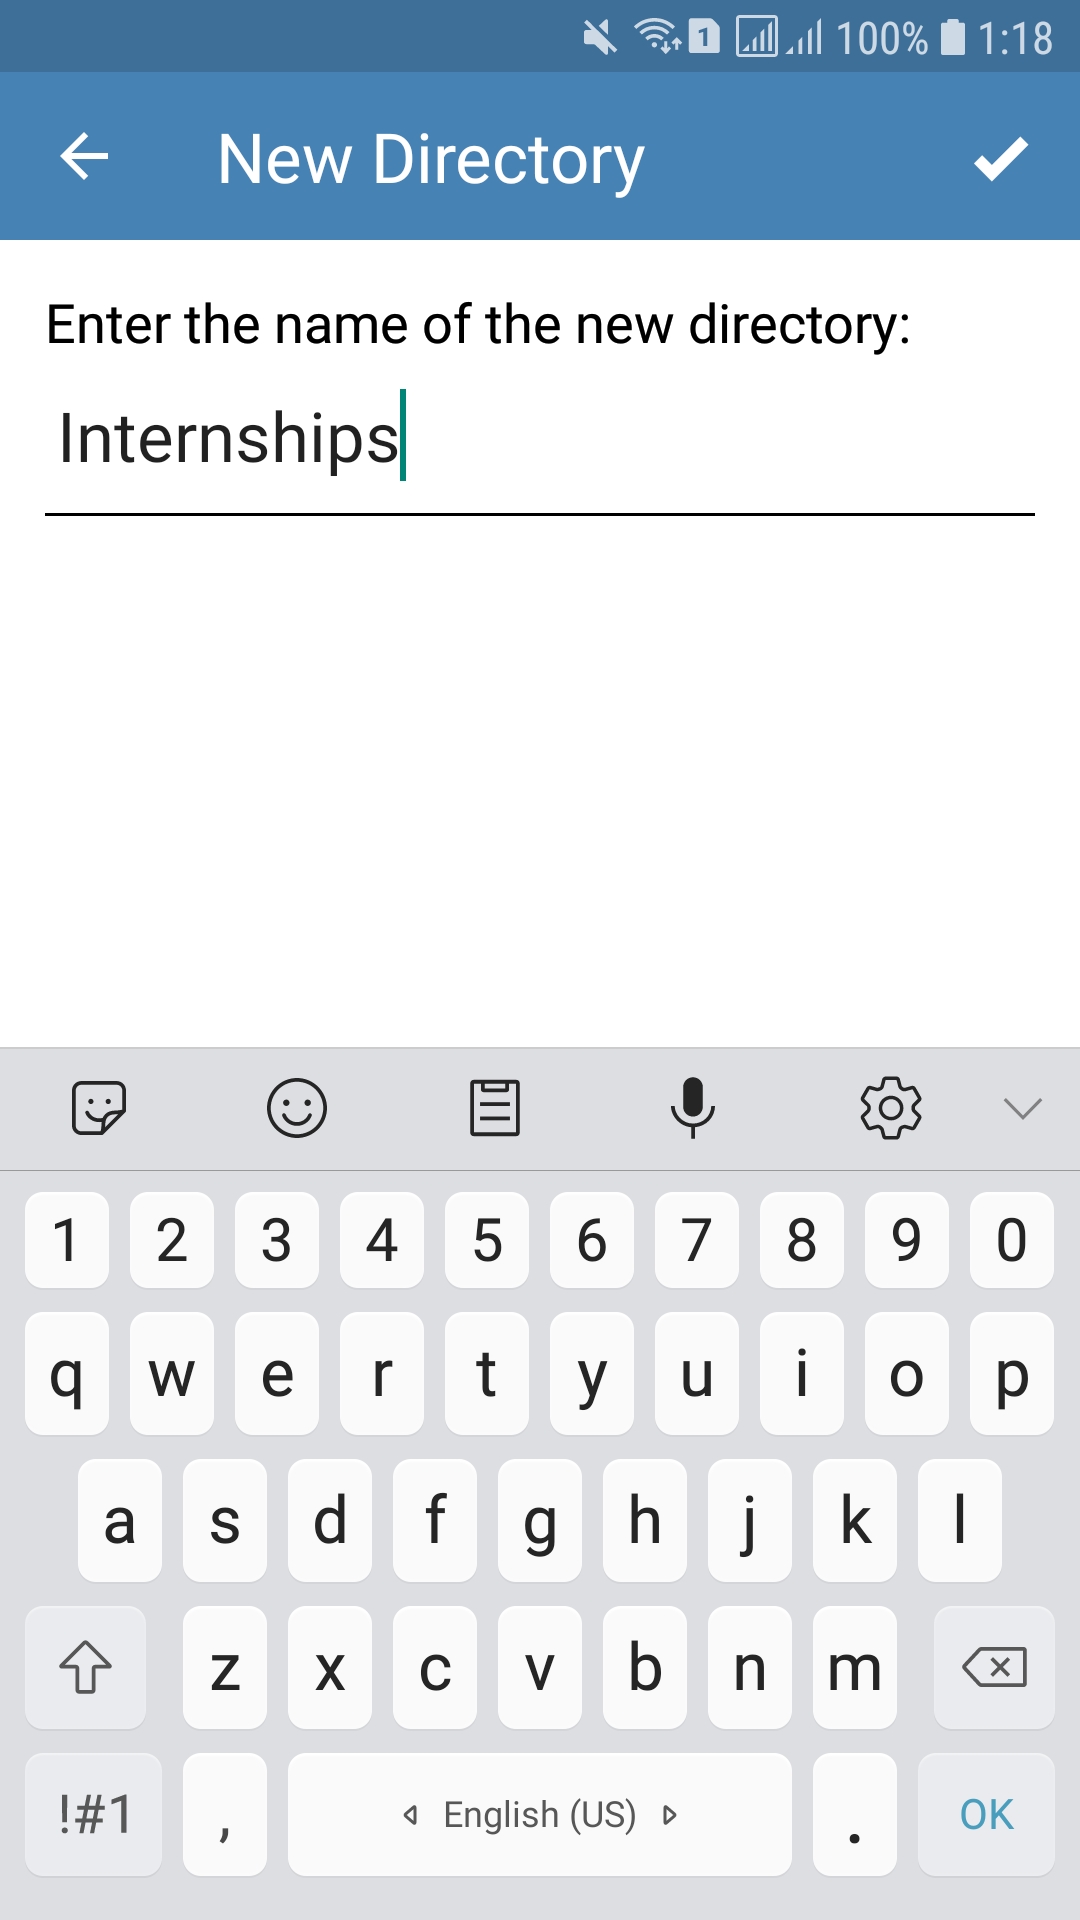 1 100% 1:18
New Directory
Enter the name of the new directory:
Internships
1 2 3 4 5 6 7 8 9 0
q w e r t y u i o p
a s d f g h j k l
z x c v b n m
!#1 , English (US) . OK